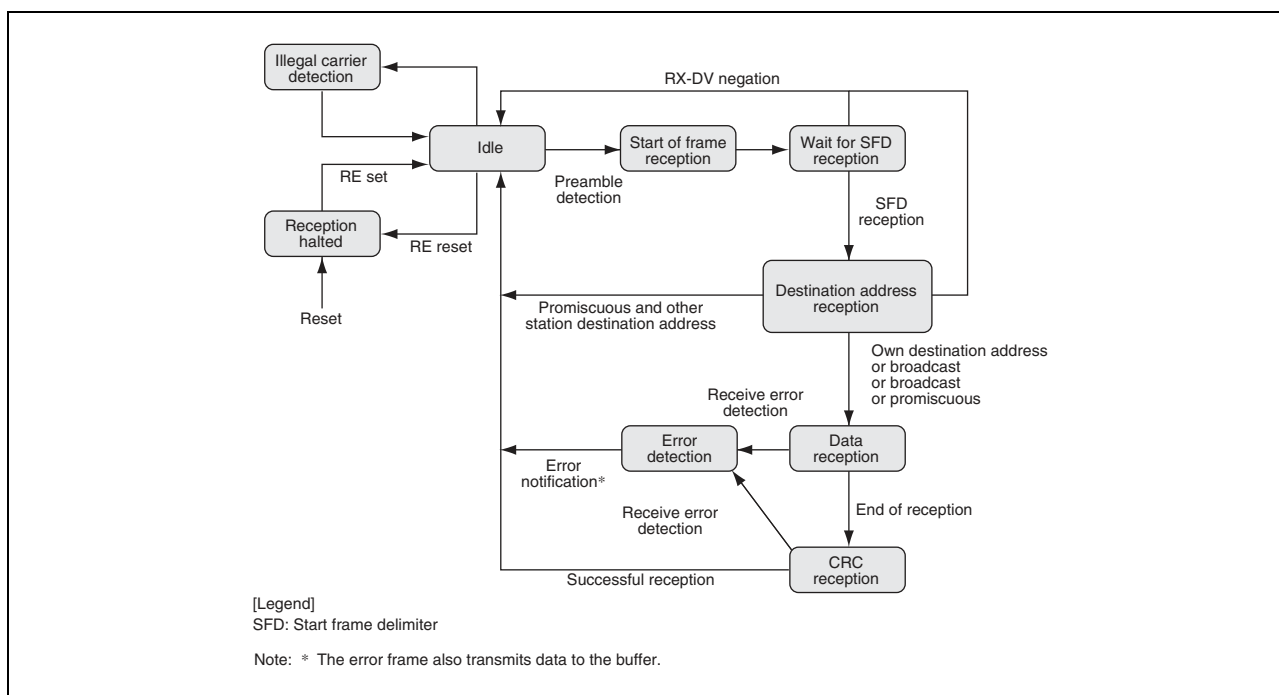 Illegal carrier
detection
RX-DV negation
Idle
Start of frame
reception
Wait for SFD
reception
Preamble
detection
RE set
SFD
reception
Reception
halted
RE reset
Destination address
reception
Reset
Promiscuous and other
station destination address
Own destination address
or broadcast
or broadcast
or promiscuous
Receive error
detection
Error
detection
Data
reception
Error
notification*
End of reception
Receive error
detection
CRC
reception
Successful reception
[Legend]
SFD: Start frame delimiter
Note: * The error frame also transmits data to the buffer.